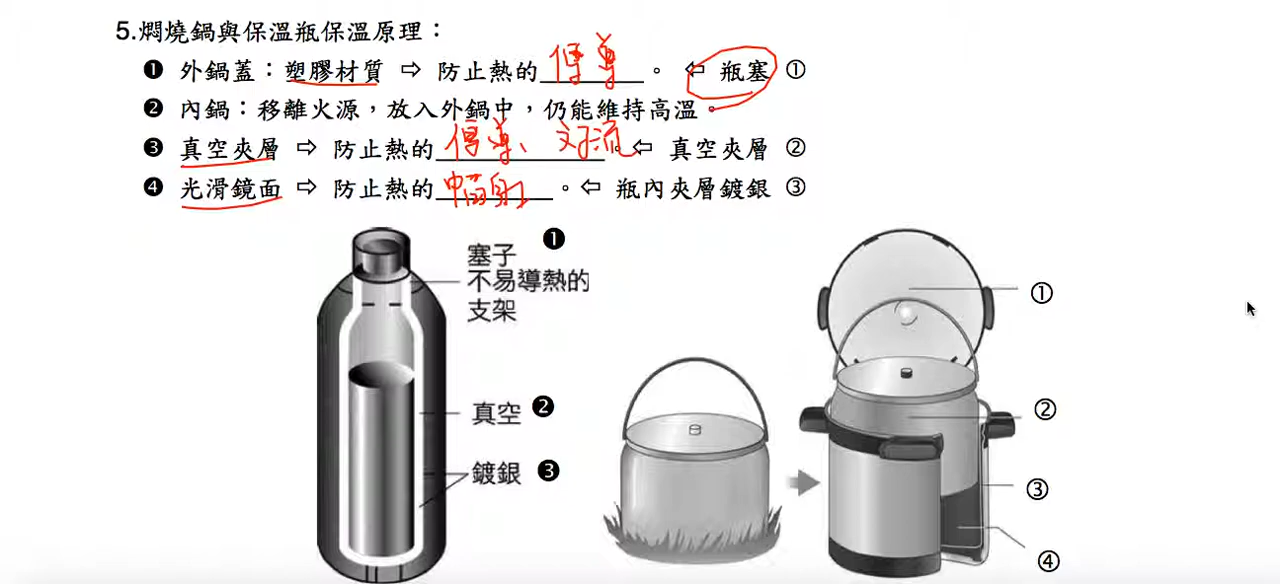 5.燜燒鍋與保溫瓶保溫原理：
❶ 外鍋蓋：塑膠材質 ⇨ 防止熱的傳導。⇦ 瓶塞 ①
❷ 內鍋：移離火源，放入外鍋中，仍能維持高溫。
❸ 真空夾層 ⇨ 防止熱的傳導、對流。⇦ 真空夾層 ②
❹ 光滑鏡面 ⇨ 防止熱的輻射。⇦ 瓶內夾層鍍銀 ③
塞子 ❶
不易導熱的
支架
真空 ❷
鍍銀 ❸
①
②
③
④